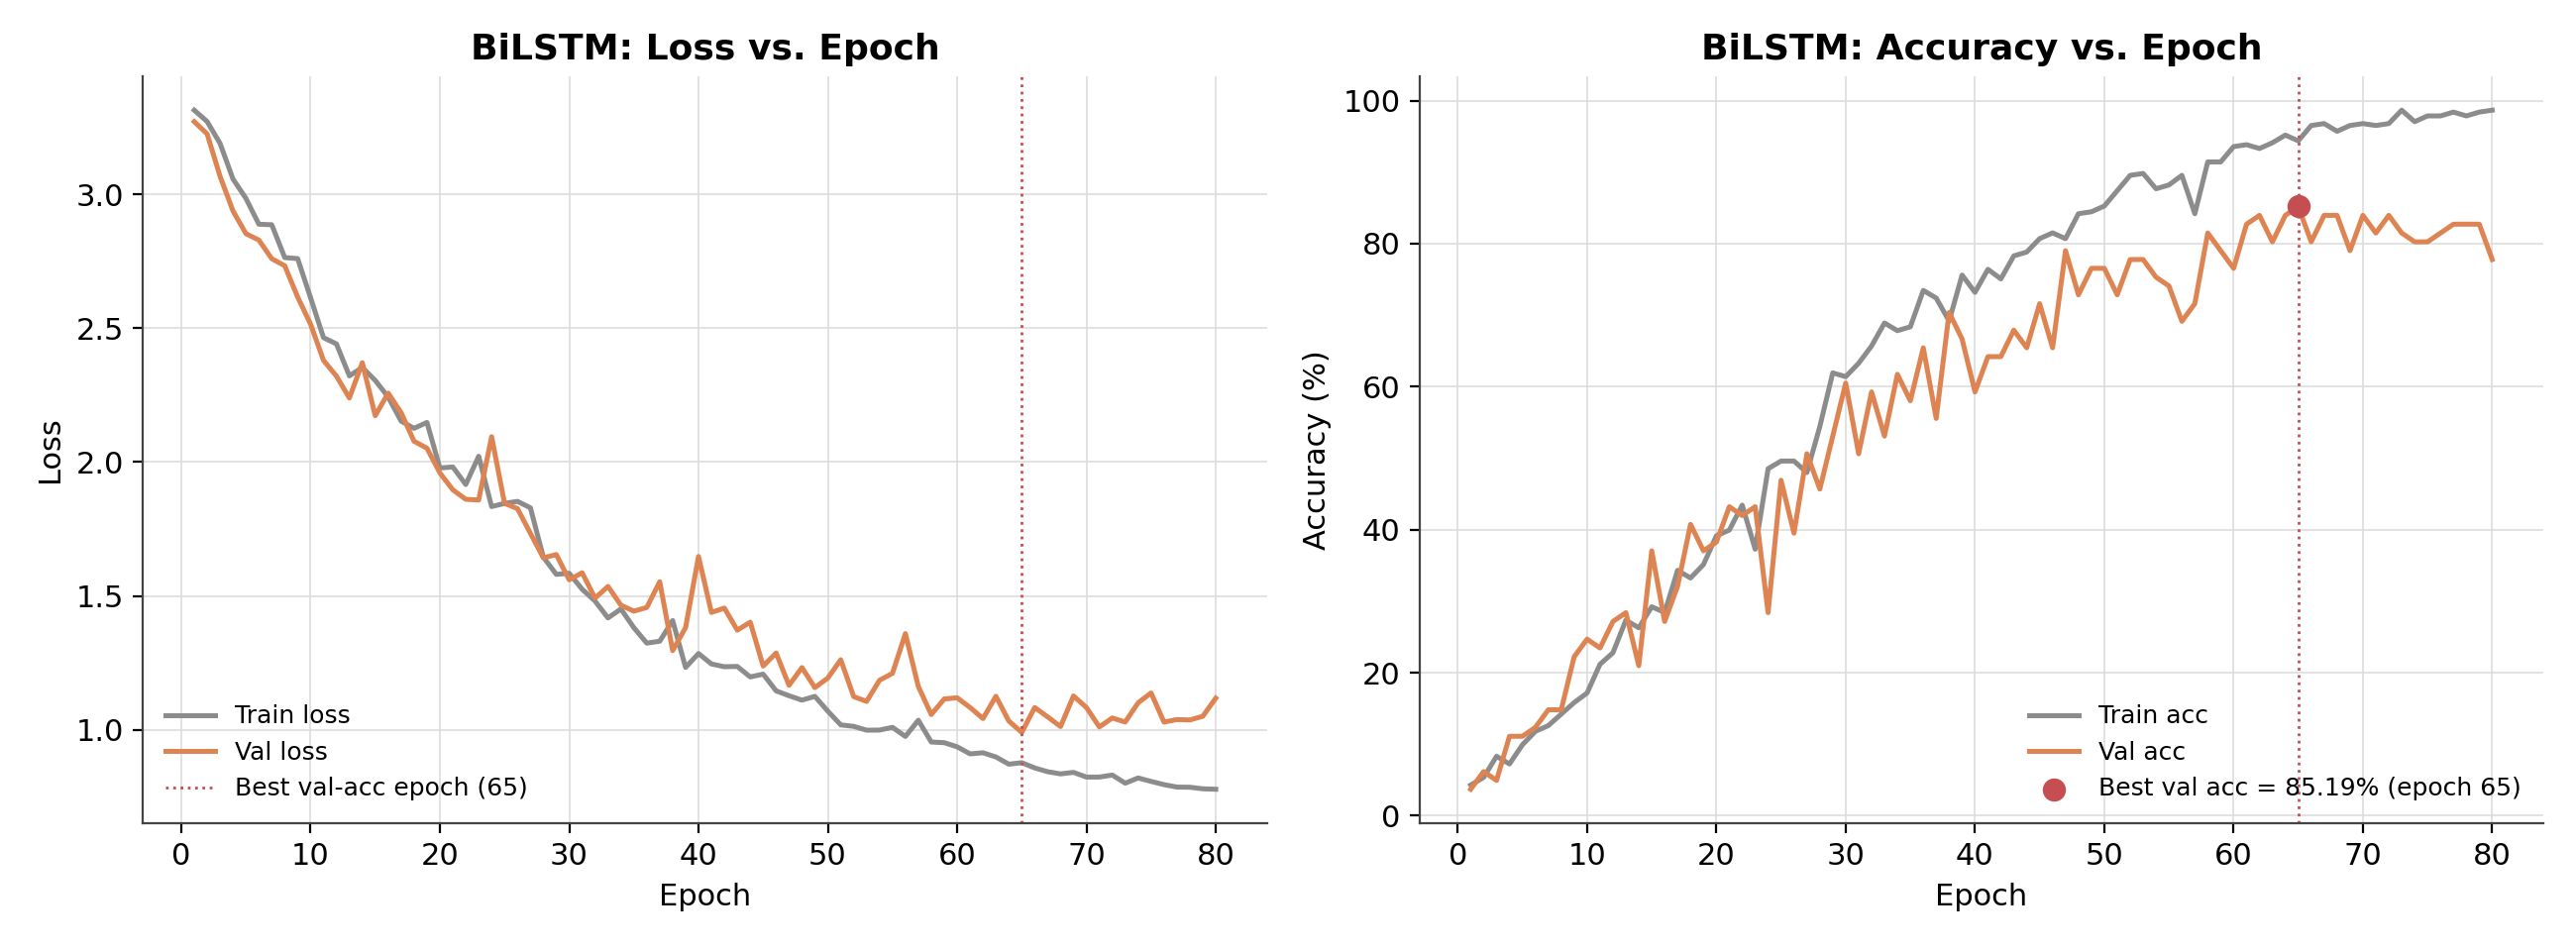 BiLSTM: Loss vs. Epoch
Loss
3.0
2.5
2.0
1.5
1.0
Train loss
Val loss
Best val-acc epoch (65)
0 10 20 30 40 50 60 70 80
Epoch
BiLSTM: Accuracy vs. Epoch
Accuracy (%)
100
80
60
40
20
0
Train acc
Val acc
Best val acc = 85.19% (epoch 65)
0 10 20 30 40 50 60 70 80
Epoch